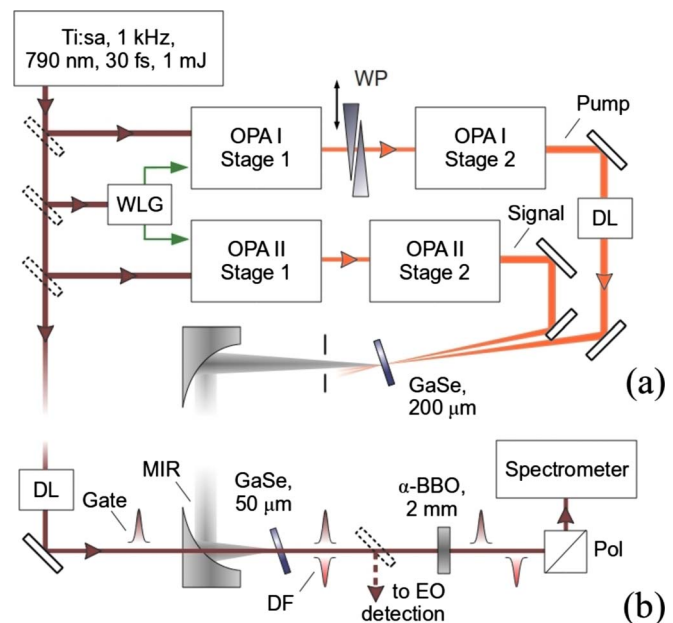 Ti:sa, 1 kHz,
790 nm, 30 fs, 1 mJ
WP
OPA I
Stage 1
OPA I
Stage 2
Pump
WLG
DL
OPA II
Stage 1
OPA II
Stage 2
Signal
GaSe,
200 μm
(a)
DL
Gate
MIR
GaSe,
50 μm
DF
α-BBO,
2 mm
Spectrometer
Pol
to EO
detection
(b)